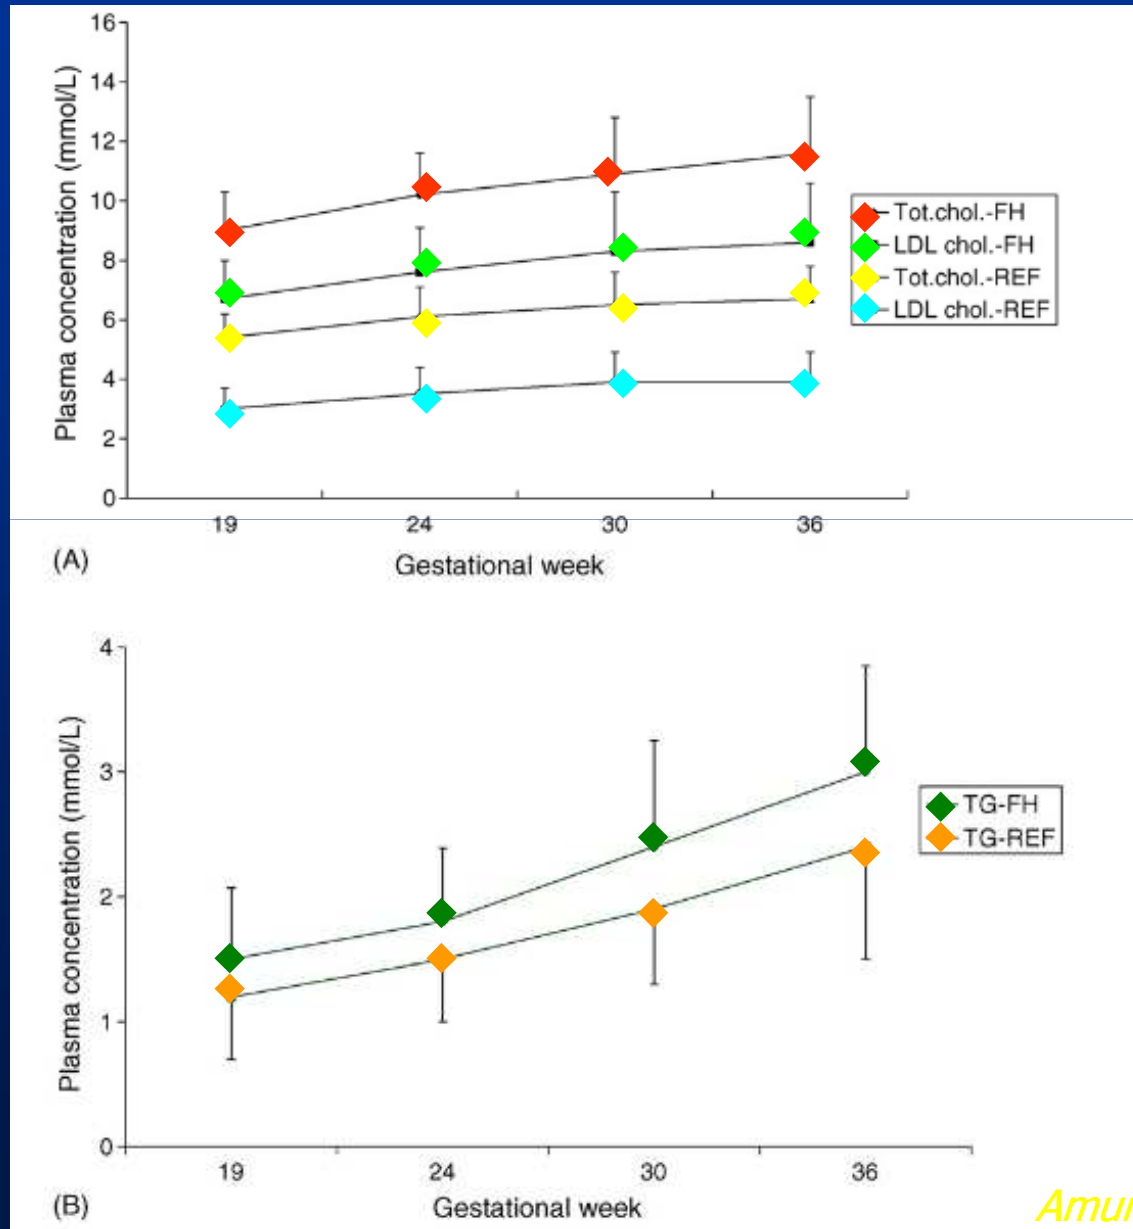 16
14
12
10
8
6
4
2
0
Plasma concentration (mmol/L)
Tot.chol.-FH
LDL chol.-FH
Tot.chol.-REF
LDL chol.-REF
19 24 30 36
(A)
Gestational week
4
3
2
1
0
Plasma concentration (mmol/L)
TG-FH
TG-REF
19 24 30 36
(B)
Gestational week